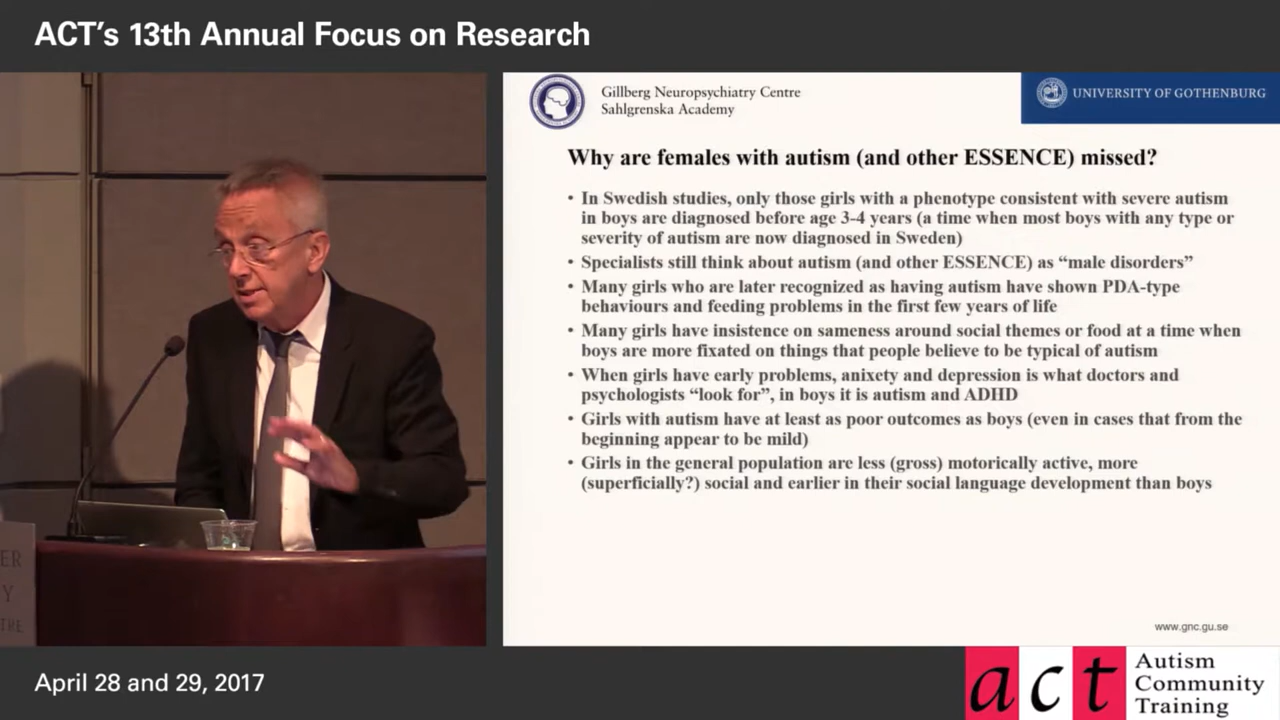 ACT's 13th Annual Focus on Research
Gillberg Neuropsychiatry Centre
Sahlgrenska Academy
UNIVERSITY OF GOTHENBURG
Why are females with autism (and other ESSENCE) missed?
• In Swedish studies, only those girls with a phenotype consistent with severe autism
in boys are diagnosed before age 3-4 years (a time when most boys with any type or
severity of autism are now diagnosed in Sweden)
• Specialists still think about autism (and other ESSENCE) as “male disorders”
• Many girls who are later recognized as having autism have shown PDA-type
behaviours and feeding problems in the first few years of life
• Many girls have insistence on sameness around social themes or food at a time when
boys are more fixated on things that people believe to be typical of autism
• When girls have early problems, anixety and depression is what doctors and
psychologists “look for”, in boys it is autism and ADHD
• Girls with autism have at least as poor outcomes as boys (even in cases that from the
beginning appear to be mild)
• Girls in the general population are less (gross) motorically active, more
(superficially?) social and earlier in their social language development than boys
www.gnc.gu.se
ER
Y
TRE
April 28 and 29, 2017
act
Autism
Community
Training